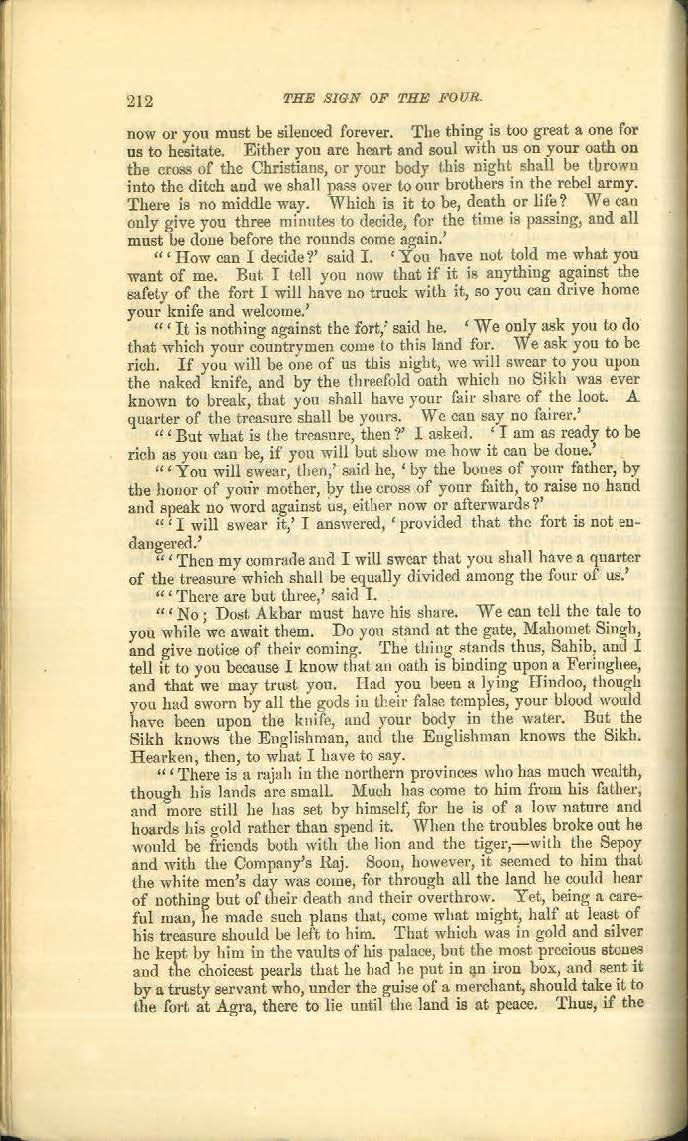 212
THE SIGN OF THE FOUR.
now or you must be silenced forever. The thing is too great a one for
us to hesitate. Either you are heart and soul with us on your oath on
the cross of the Christians, or your body this night shall be thrown
into the ditch and we shall pass over to our brothers in the rebel army.
There is no middle way. Which is it to be, death or life? We can
only give you three minutes to decide, for the time is passing, and all
must be done before the rounds come again.’
“‘How can I decide?’ said I. ‘You have not told me what you
want of me. But I tell you now that if it is anything against the
safety of the fort I will have no truck with it, so you can drive home
your knife and welcome.’
“‘It is nothing against the fort,’ said he. ‘We only ask you to do
that which your countrymen come to this land for. We ask you to be
rich. If you will be one of us this night, we will swear to you upon
the naked knife, and by the threefold oath which no Sikh was ever
known to break, that you shall have your fair share of the loot. A
quarter of the treasure shall be yours. We can say no fairer.’
“‘But what is the treasure, then?’ I asked. ‘I am as ready to be
rich as you can be, if you will but show me how it can be done.’
“‘You will swear, then,’ said he, ‘by the bones of your father, by
the honor of your mother, by the cross of your faith, to raise no hand
and speak no word against us, either now or afterwards?’
“‘I will swear it,’ I answered, ‘provided that the fort is not en-
dangered.’
“‘Then my comrade and I will swear that you shall have a quarter
of the treasure which shall be equally divided among the four of us.’
“‘There are but three,’ said I.
“‘No; Dost Akbar must have his share. We can tell the tale to
you while we await them. Do you stand at the gate, Mahomet Singh,
and give notice of their coming. The thing stands thus, Sahib, and I
tell it to you because I know that an oath is binding upon a Feringhee,
and that we may trust you. Had you been a lying Hindoo, though
you had sworn by all the gods in their false temples, your blood would
have been upon the knife, and your body in the water. But the
Sikh knows the Englishman, and the Englishman knows the Sikh.
Hearken, then, to what I have to say.
“‘There is a rajah in the northern provinces who has much wealth,
though his lands are small. Much has come to him from his father,
and more still he has set by himself, for he is of a low nature and
hoards his gold rather than spend it. When the troubles broke out he
would be friends both with the lion and the tiger,—with the Sepoy
and with the Company’s Raj. Soon, however, it seemed to him that
the white men’s day was come, for through all the land he could hear
of nothing but of their death and their overthrow. Yet, being a care-
ful man, he made such plans that, come what might, half at least of
his treasure should be left to him. That which was in gold and silver
he kept by him in the vaults of his palace, but the most precious stones
and the choicest pearls that he had he put in an iron box, and sent it
by a trusty servant who, under the guise of a merchant, should take it to
the fort at Agra, there to lie until the land is at peace. Thus, if the